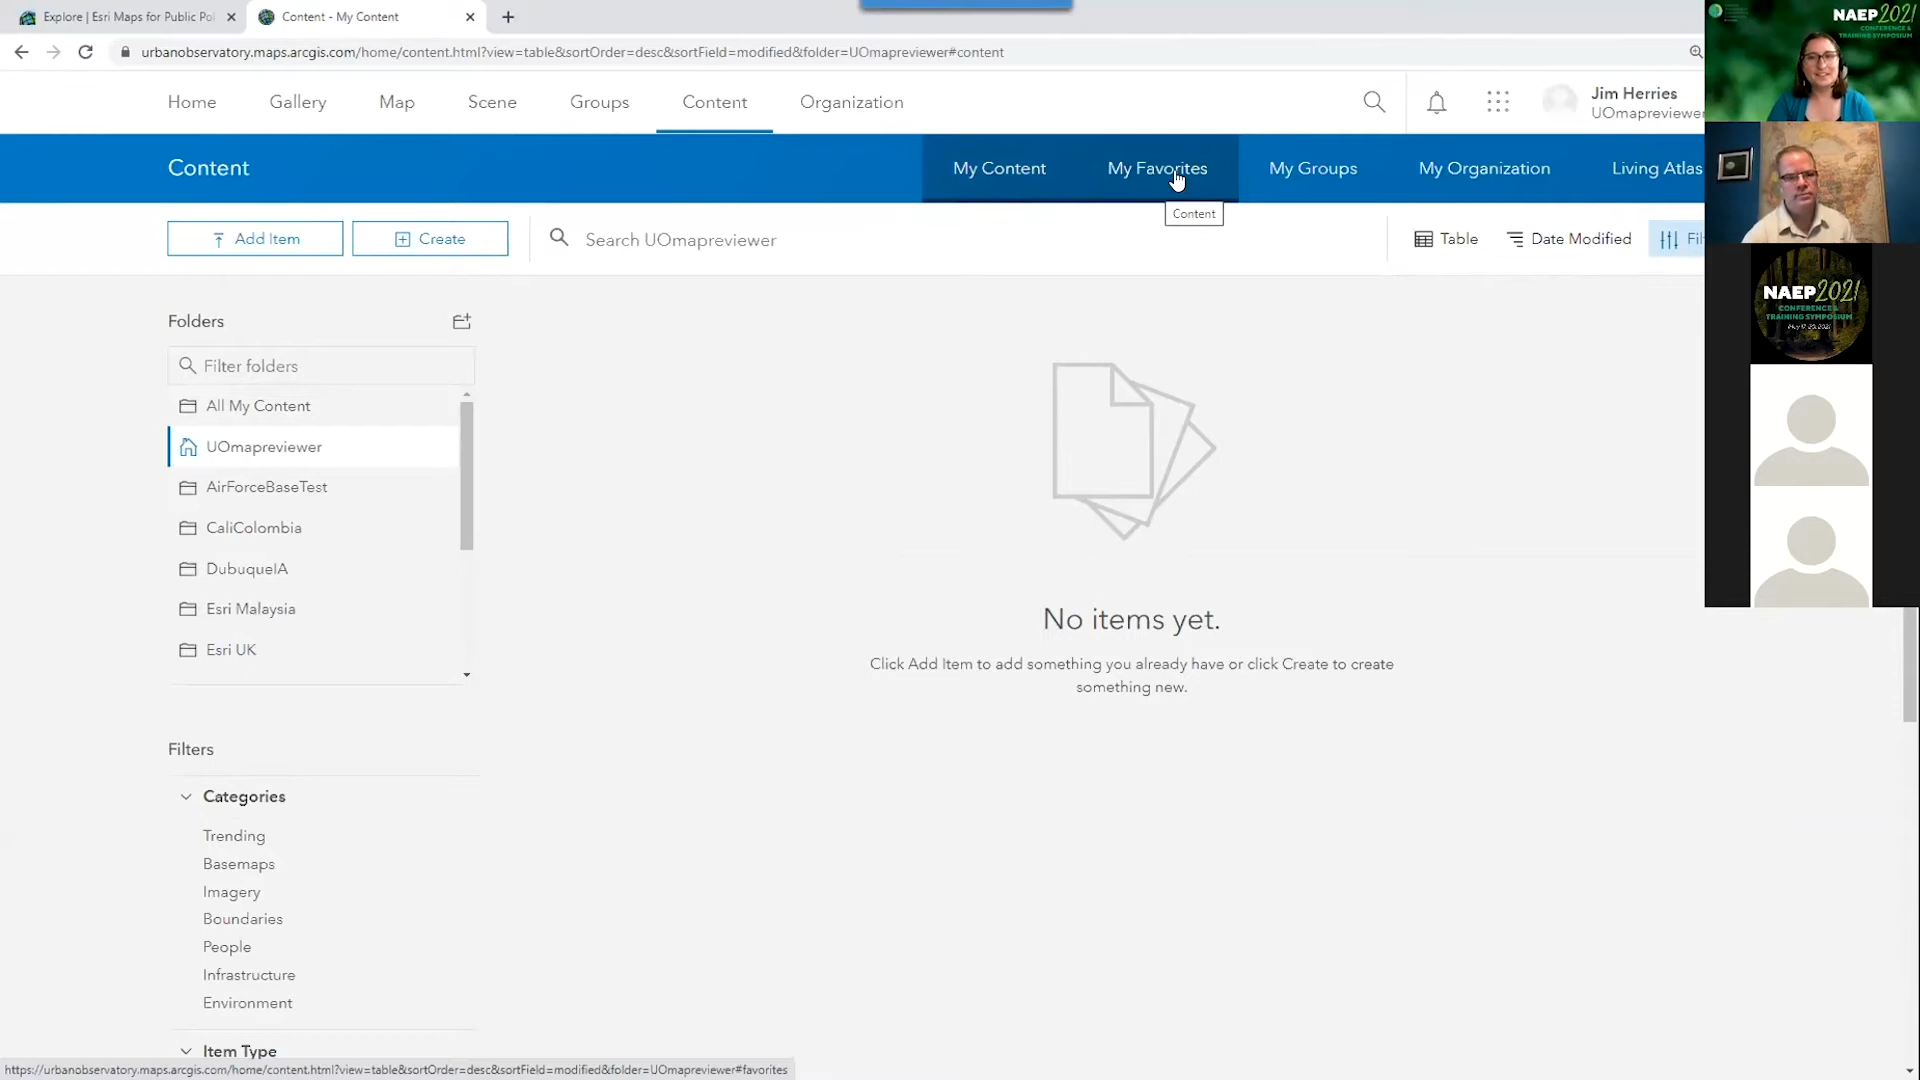 Explore | Esri Maps for Public Pol
Content - My Content
urbanobservatory.maps.arcgis.com/home/content.html?view=table&sortOrder=desc&sortField=modified&folder=UOmapreviewer#content
NAEP2021
CONFERENCE &
TRAINING SYMPOSIUM
Home
Gallery
Map
Scene
Groups
Content
Organization
Jim Herries
UOmapreviewer
Content
My Content
My Favorites
My Groups
My Organization
Living Atlas
Content
Add Item
Create
Search UOmapreviewer
Table
Date Modified
NAEP2021
CONFERENCE &
TRAINING SYMPOSIUM
Folders
Filter folders
All My Content
UOmapreviewer
AirForceBaseTest
CaliColombia
DubuqueIA
Esri Malaysia
Esri UK
No items yet.
Click Add Item to add something you already have or click Create to create
something new.
Filters
Categories
Trending
Basemaps
Imagery
Boundaries
People
Infrastructure
Environment
Item Type
https://urbanobservatory.maps.arcgis.com/home/content.html?view=table&sortOrder=desc&sortField=modified&folder=UOmapreviewer#favorites